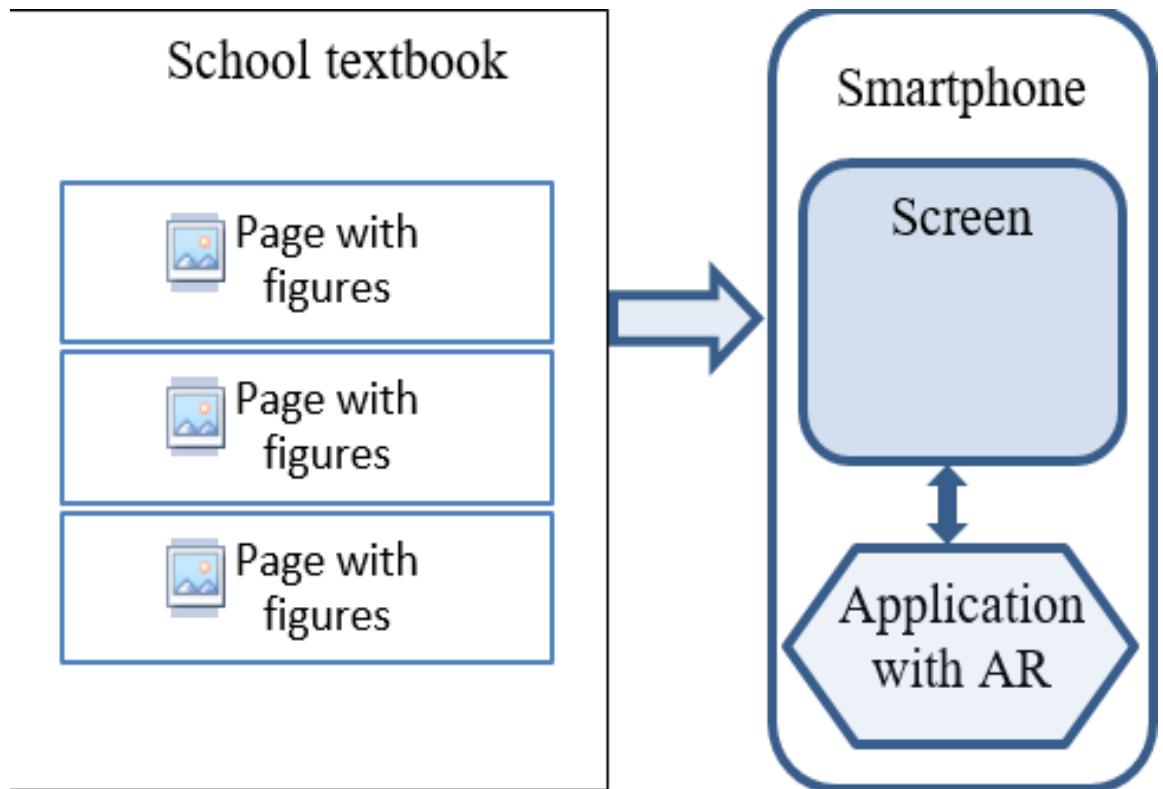 School textbook
Page with
figures
Page with
figures
Page with
figures
Smartphone
Screen
Application
with AR